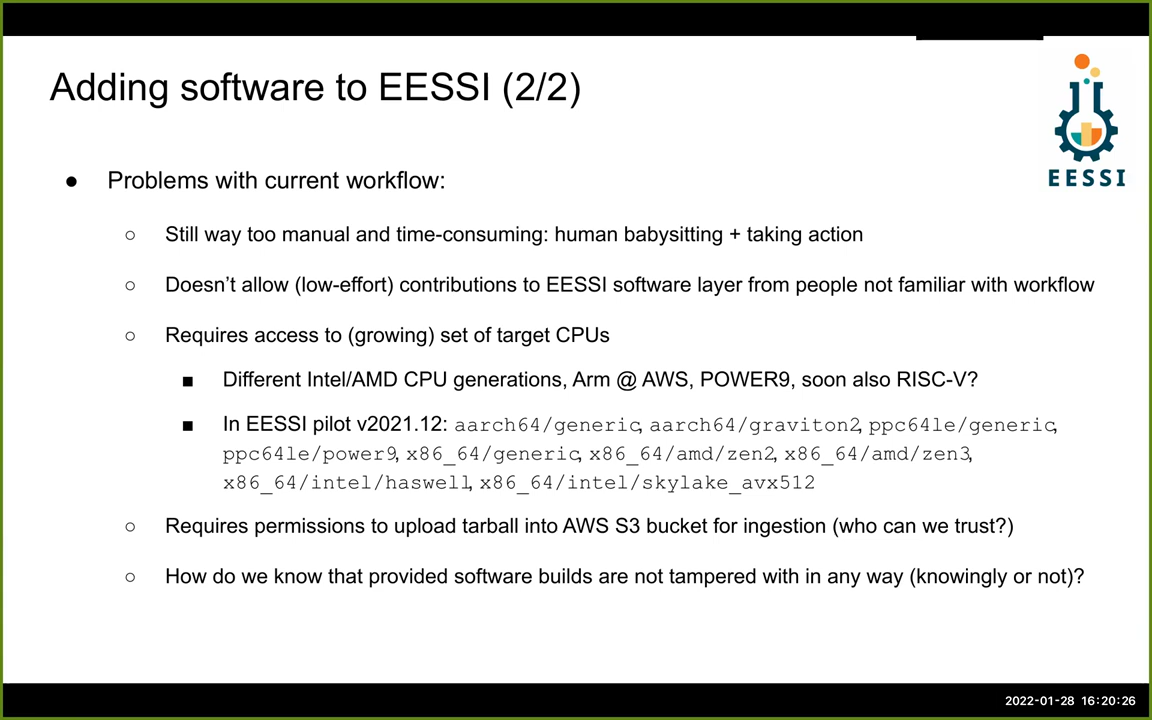 Adding software to EESSI (2/2)
EESSI
● Problems with current workflow:
○ Still way too manual and time-consuming: human babysitting + taking action
○ Doesn’t allow (low-effort) contributions to EESSI software layer from people not familiar with workflow
○ Requires access to (growing) set of target CPUs
■ Different Intel/AMD CPU generations, Arm @ AWS, POWER9, soon also RISC-V?
■ In EESSI pilot v2021.12: aarch64/generic, aarch64/graviton2, ppc64le/generic,
ppc64le/power9, x86_64/generic, x86_64/amd/zen2, x86_64/amd/zen3,
x86_64/intel/haswell, x86_64/intel/skylake_avx512
○ Requires permissions to upload tarball into AWS S3 bucket for ingestion (who can we trust?)
○ How do we know that provided software builds are not tampered with in any way (knowingly or not)?
2022-01-28 16:20:26